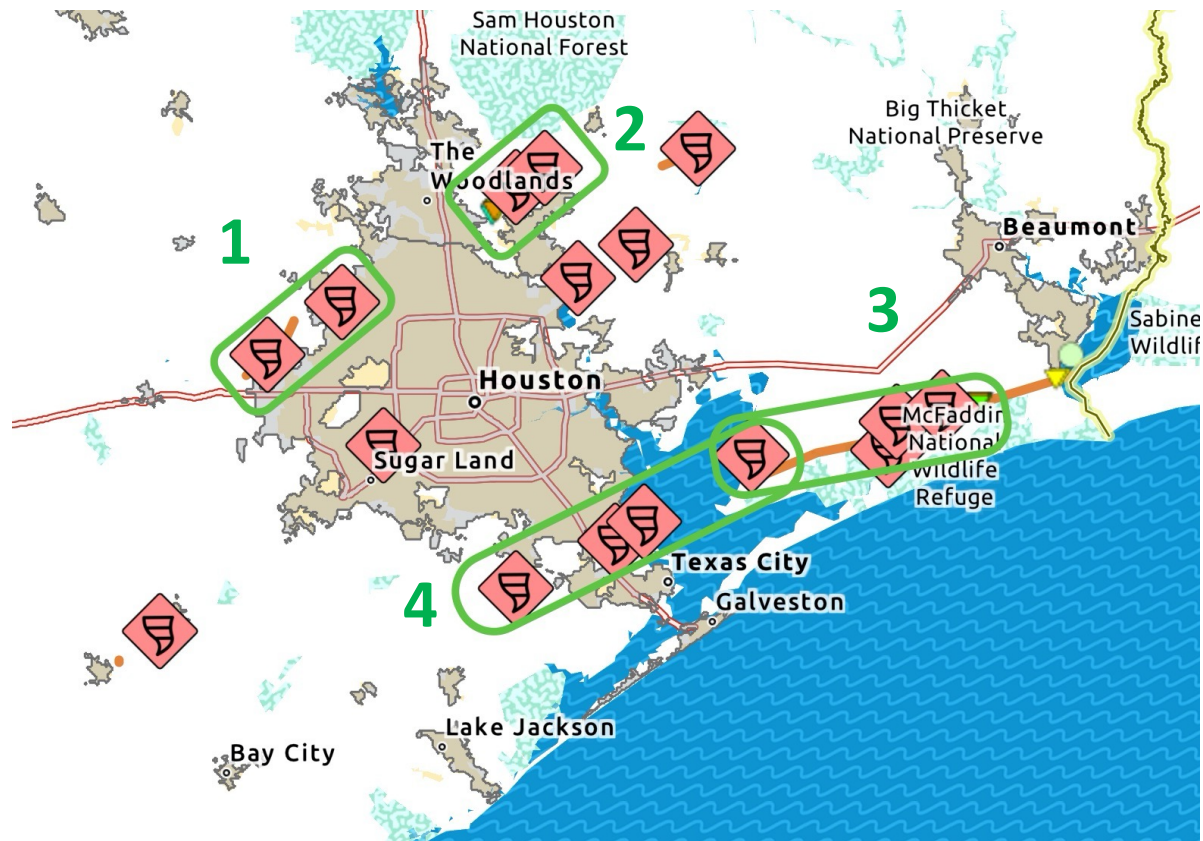 Sam Houston
National Forest
2
Big Thicket
National Preserve
The
Woodlands
1
Beaumont
3
Sabine
Wildlif
Houston
McFaddin
National
Wildlife
Refuge
Sugar Land
4
Texas City
Galveston
Lake Jackson
Bay City